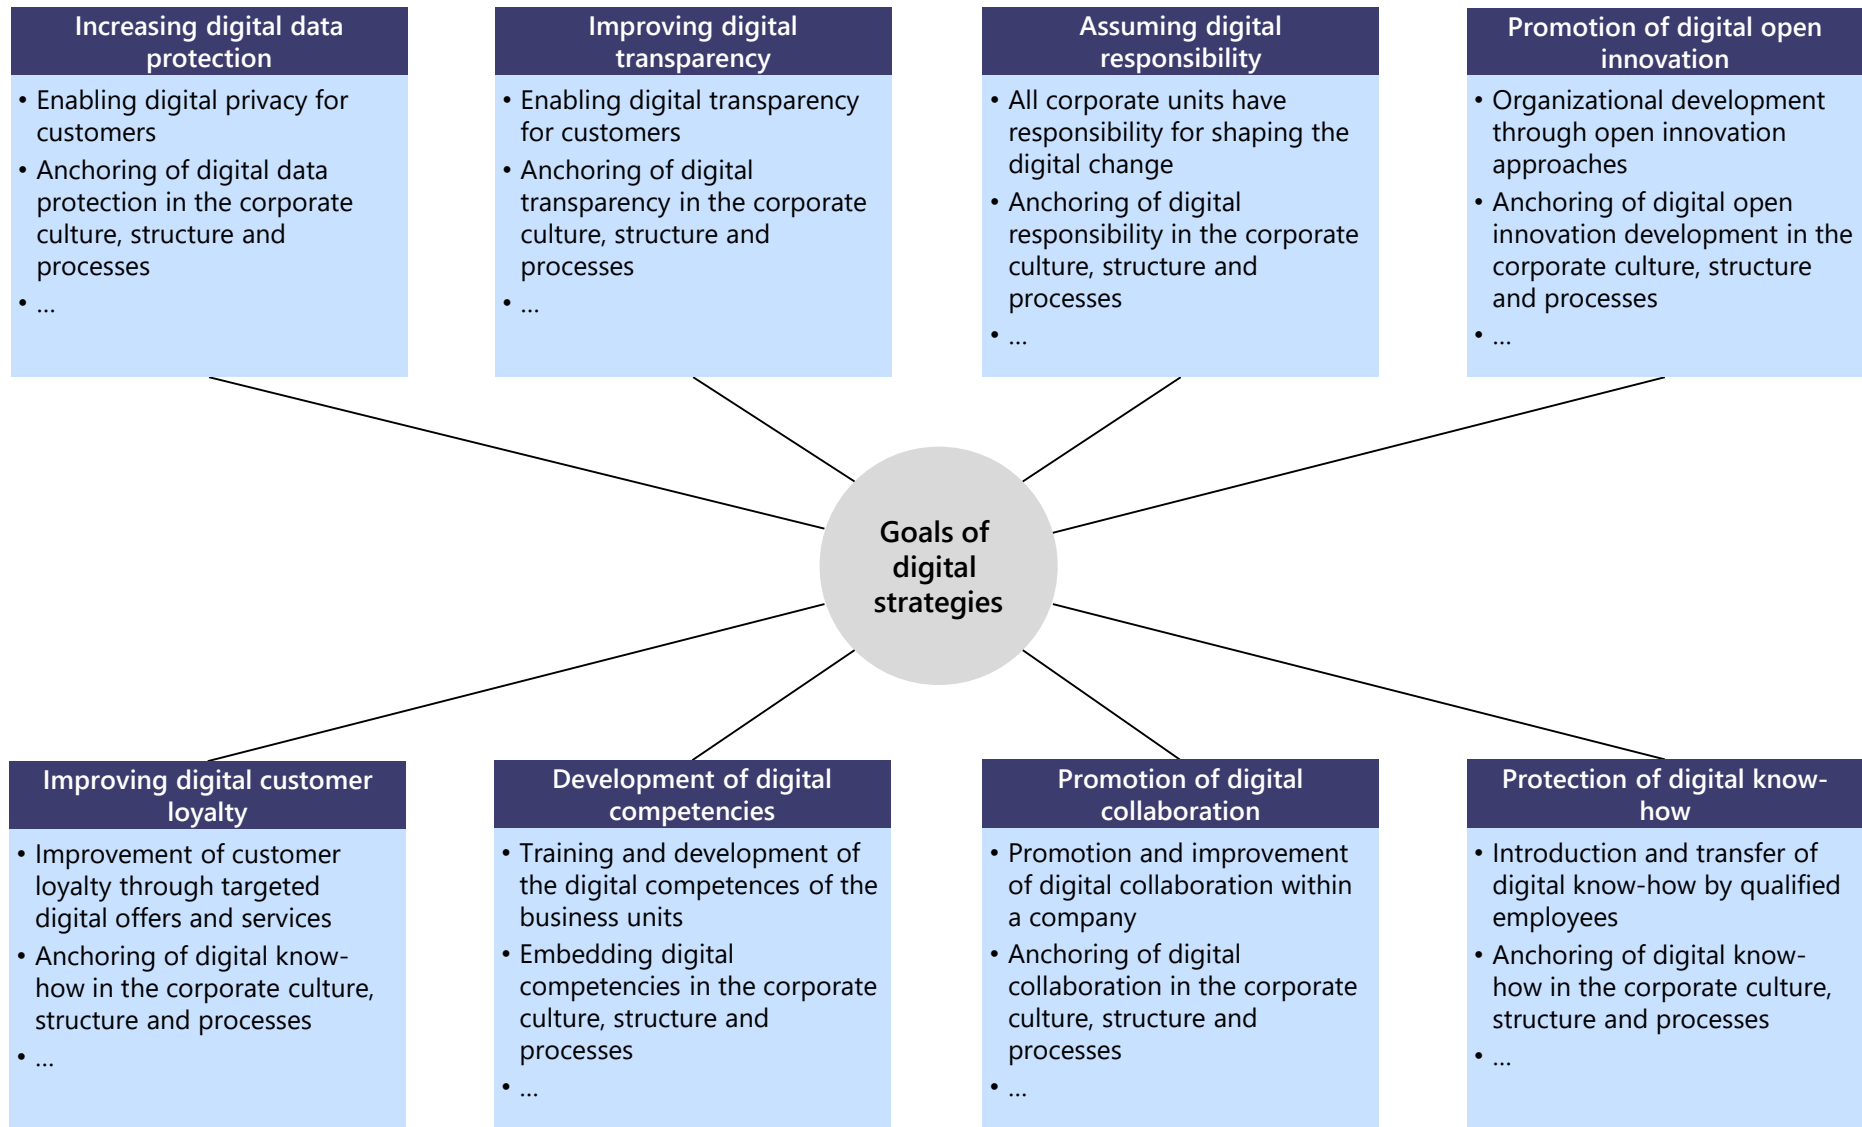 Increasing digital data
protection
• Enabling digital privacy for
customers
• Anchoring of digital data
protection in the corporate
culture, structure and
processes
• ...
Improving digital
transparency
• Enabling digital transparency
for customers
• Anchoring of digital
transparency in the corporate
culture, structure and
processes
• ...
Assuming digital
responsibility
• All corporate units have
responsibility for shaping the
digital change
• Anchoring of digital
responsibility in the corporate
culture, structure and
processes
• ...
Promotion of digital open
innovation
• Organizational development
through open innovation
approaches
• Anchoring of digital open
innovation development in the
corporate culture, structure
and processes
• ...
Goals of
digital
strategies
Improving digital customer
loyalty
• Improvement of customer
loyalty through targeted
digital offers and services
• Anchoring of digital know-
how in the corporate culture,
structure and processes
• ...
Development of digital
competencies
• Training and development of
the digital competences of the
business units
• Embedding digital
competencies in the corporate
culture, structure and
processes
• ...
Promotion of digital
collaboration
• Promotion and improvement
of digital collaboration within
a company
• Anchoring of digital
collaboration in the corporate
culture, structure and
processes
• ...
Protection of digital know-
how
• Introduction and transfer of
digital know-how by qualified
employees
• Anchoring of digital know-
how in the corporate culture,
structure and processes
• ...